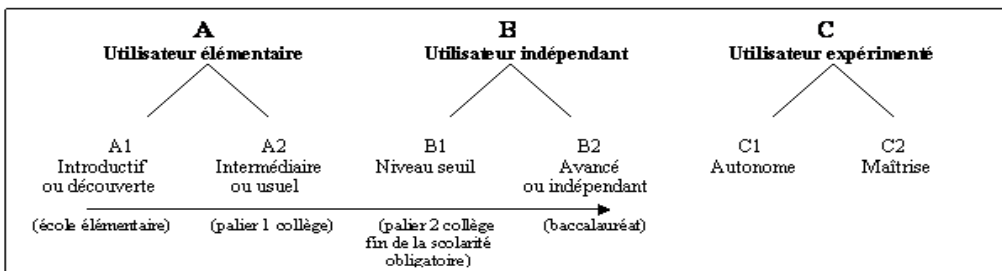 A B C
Utilisateur élémentaire Utilisateur indépendant Utilisateur expérimenté
A1 A2 B1 B2 C1 C2
Introductif Intermédiaire Niveau seuil Avancé Autonome Maîtrise
ou découverte ou usuel ou indépendant
(école élémentaire) (palier 1 collège) (palier 2 collège (baccalauréat)
fin de la scolarité
obligatoire)